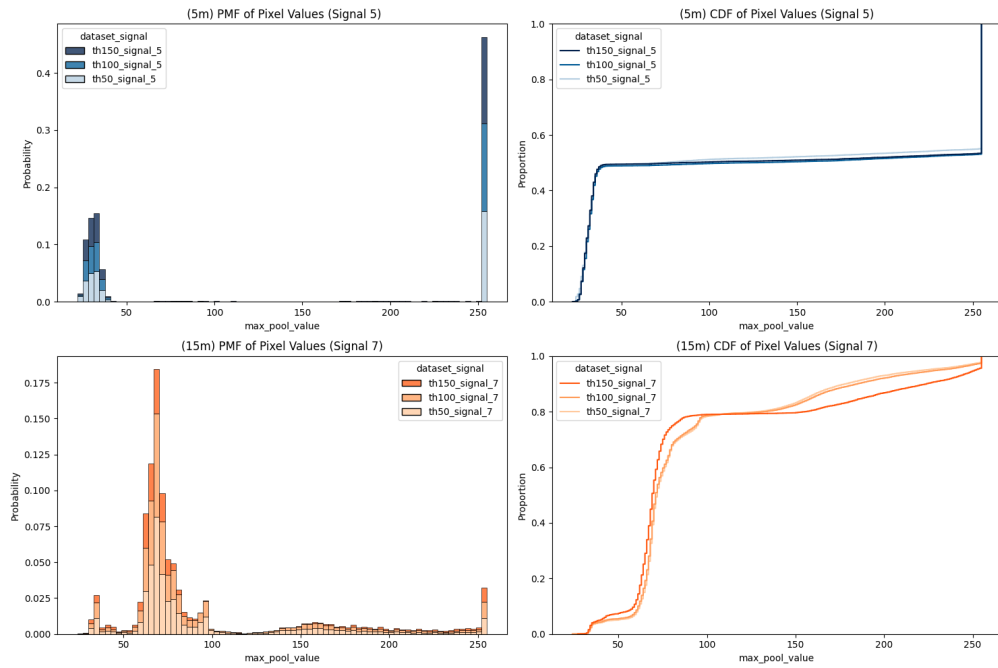 (5m) PMF of Pixel Values (Signal 5)
dataset_signal
th150_signal_5
th100_signal_5
th50_signal_5
Probability
0.4
0.3
0.2
0.1
0.0
50
100
150
200
250
max_pool_value
(5m) CDF of Pixel Values (Signal 5)
dataset_signal
th150_signal_5
th100_signal_5
th50_signal_5
Proportion
1.0
0.8
0.6
0.4
0.2
0.0
50
100
150
200
250
max_pool_value
(15m) PMF of Pixel Values (Signal 7)
dataset_signal
th150_signal_7
th100_signal_7
th50_signal_7
Probability
0.175
0.150
0.125
0.100
0.075
0.050
0.025
0.000
50
100
150
200
250
max_pool_value
(15m) CDF of Pixel Values (Signal 7)
dataset_signal
th150_signal_7
th100_signal_7
th50_signal_7
Proportion
1.0
0.8
0.6
0.4
0.2
0.0
50
100
150
200
250
max_pool_value